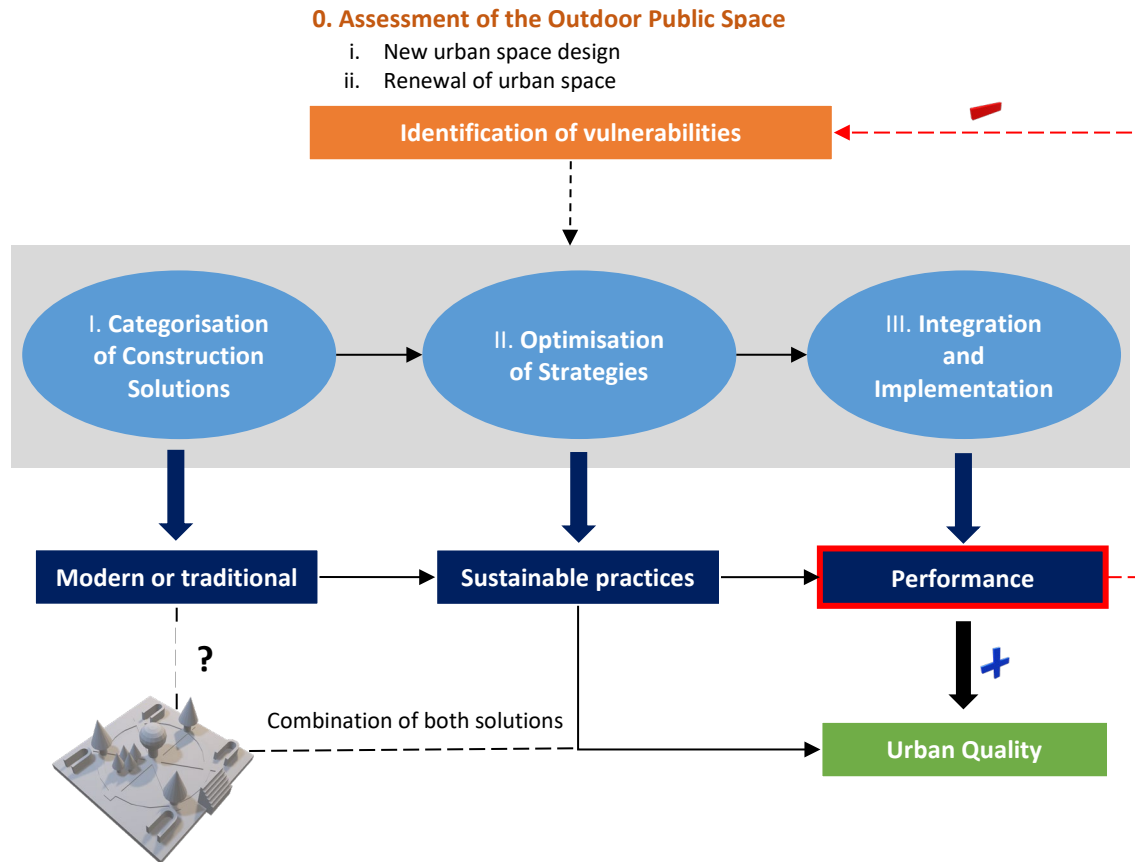 0. Assessment of the Outdoor Public Space
i. New urban space design
ii. Renewal of urban space
Identification of vulnerabilities
I. Categorisation
of Construction
Solutions
II. Optimisation
of Strategies
III. Integration
and
Implementation
Modern or traditional
Sustainable practices
Performance
?
Combination of both solutions
Urban Quality